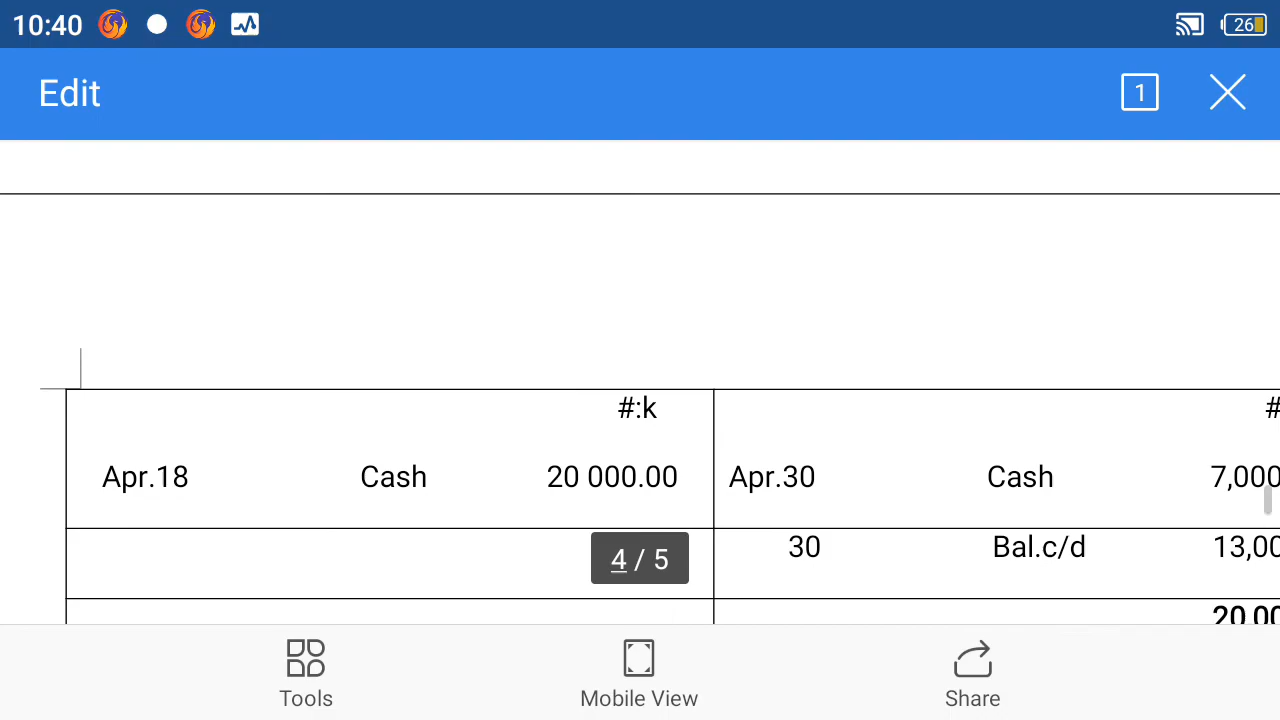 10:40 26
Edit 1
#:k #
Apr.18 Cash 20 000.00 Apr.30 Cash 7,000
30 Bal.c/d 13,00
20 00
4 / 5
Tools Mobile View Share